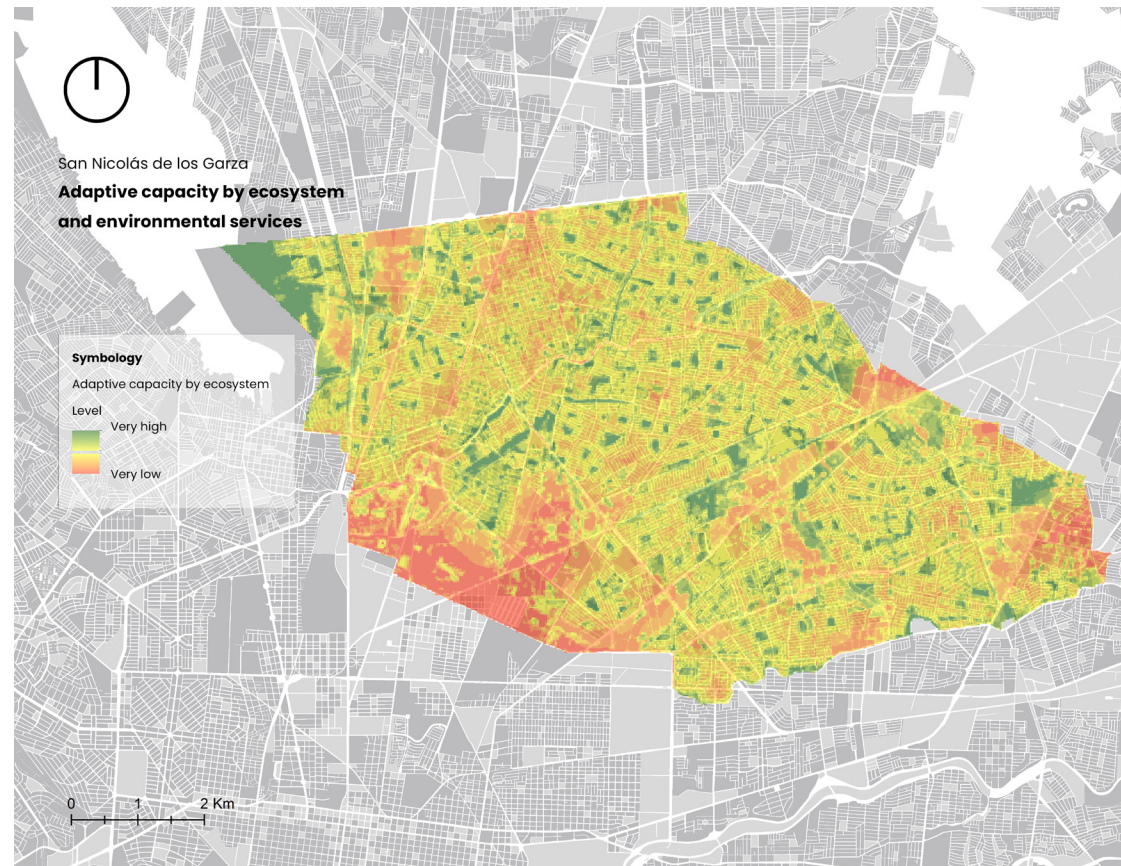 San Nicolás de los Garza
Adaptive capacity by ecosystem
and environmental services
Symbology
Adaptive capacity by ecosystem
Level
Very high
Very low
0 1 2 Km